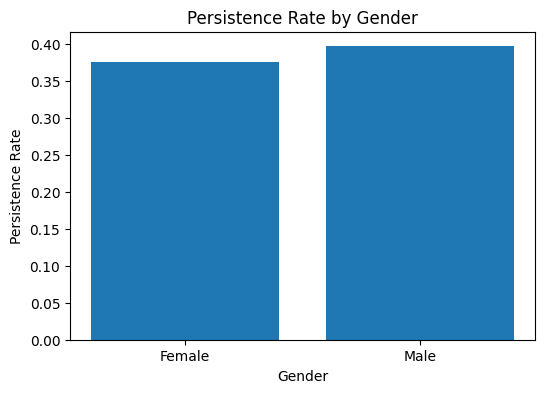 Persistence Rate by Gender
Persistence Rate
0.40
0.35
0.30
0.25
0.20
0.15
0.10
0.05
0.00
Female
Male
Gender